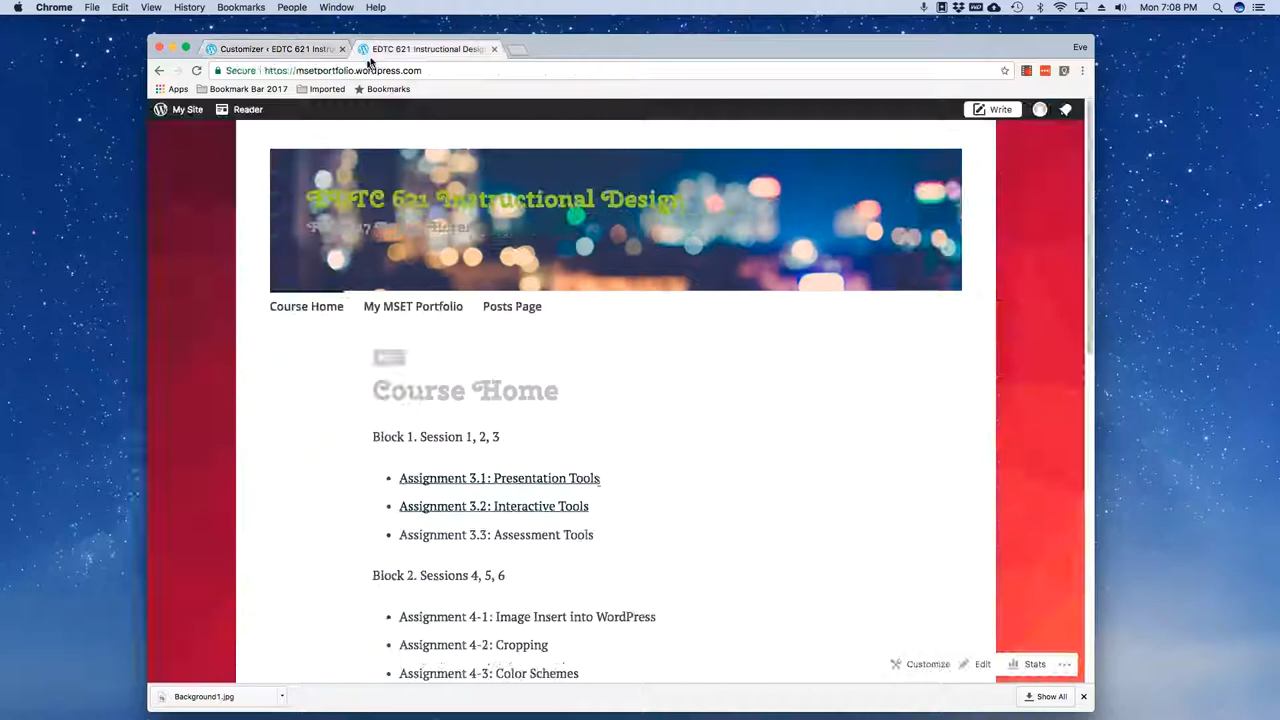 Chrome File Edit View History Bookmarks People Window Help Mon 7:08 PM
Customizer ‹ EDTC 621 Instru EDTC 621 Instructional Desig Eve
Secure https://msetportfolio.wordpress.com
Apps Bookmark Bar 2017 Imported Bookmarks
My Site Reader Write
EDTC 621 Instructional Design
Course Home My MSET Portfolio Posts Page
Course Home
Block 1. Session 1, 2, 3
• Assignment 3.1: Presentation Tools
• Assignment 3.2: Interactive Tools
• Assignment 3.3: Assessment Tools
Block 2. Sessions 4, 5, 6
• Assignment 4-1: Image Insert into WordPress
• Assignment 4-2: Cropping
• Assignment 4-3: Color Schemes
Customize Edit Stats
Background1.jpg Show All